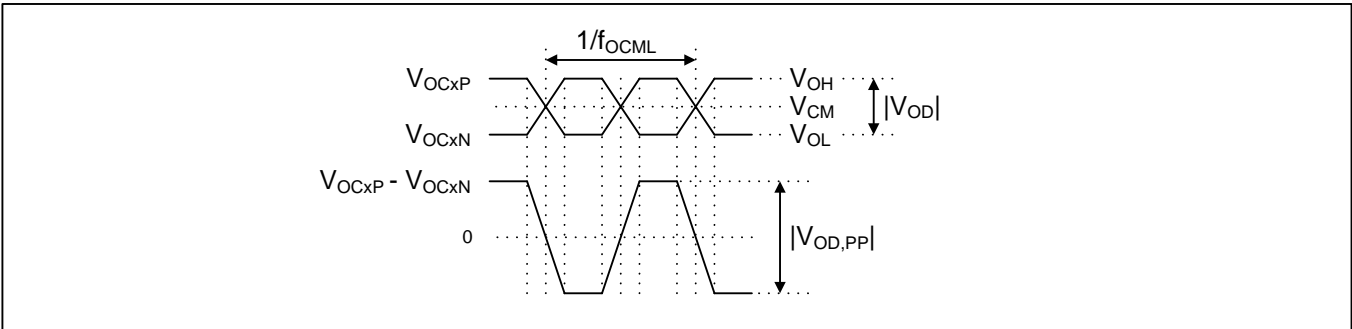 1/fOCML
VOCxP
VOH
VCM
|VOD|
VOCxN
VOL
VOCxP - VOCxN
0
|VOD,PP|